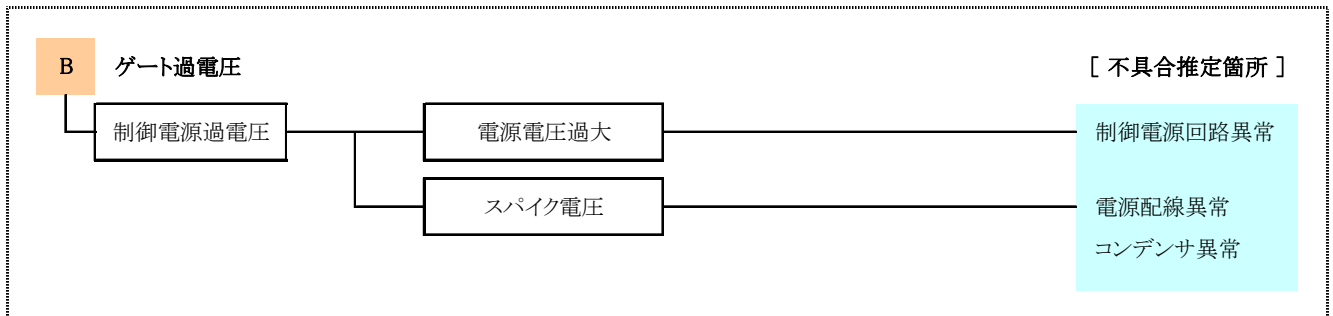 B ゲート過電圧 [ 不具合推定箇所 ]
制御電源過電圧 電源電圧過大 制御電源回路異常
スパイク電圧 電源配線異常
コンデンサ異常